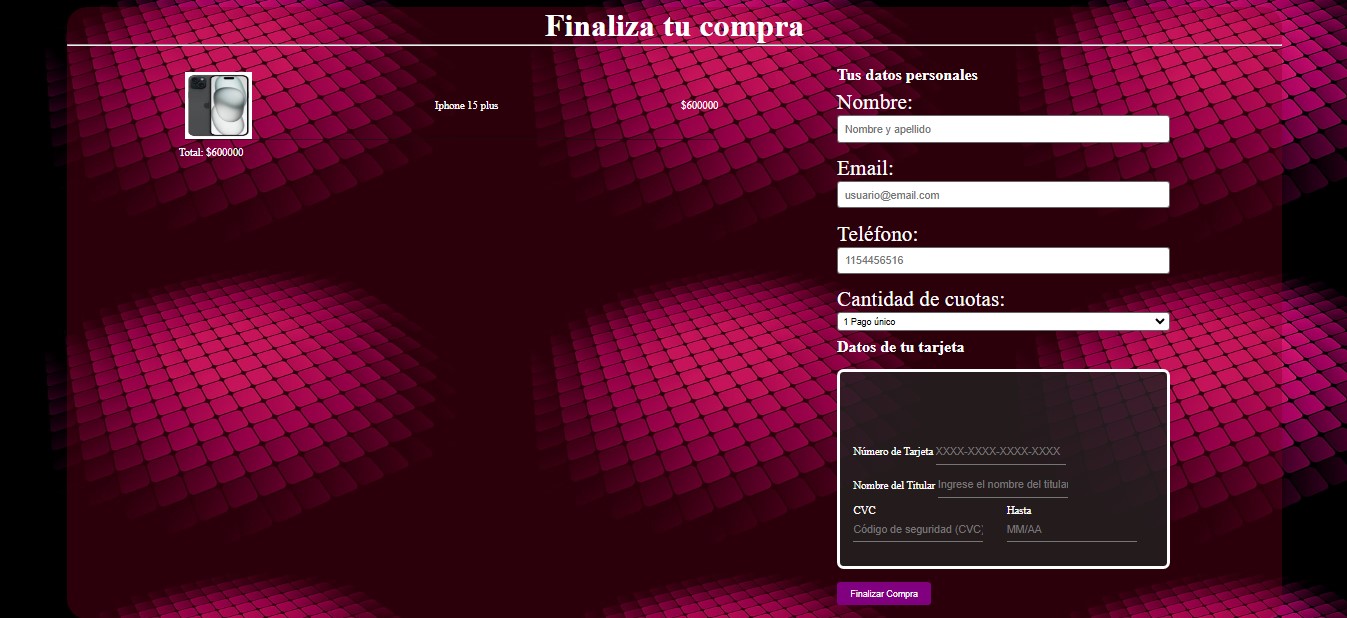 Finaliza tu compra
Iphone 15 plus
$600000
Total: $600000
Tus datos personales
Nombre:
Nombre y apellido
Email:
usuario@email.com
Teléfono:
1154456516
Cantidad de cuotas:
1 Pago único
Datos de tu tarjeta
Número de Tarjeta XXXX-XXXX-XXXX-XXXX
Nombre del Titular Ingrese el nombre del titular
CVC Hasta
Código de seguridad (CVC) MM/AA
Finalizar Compra